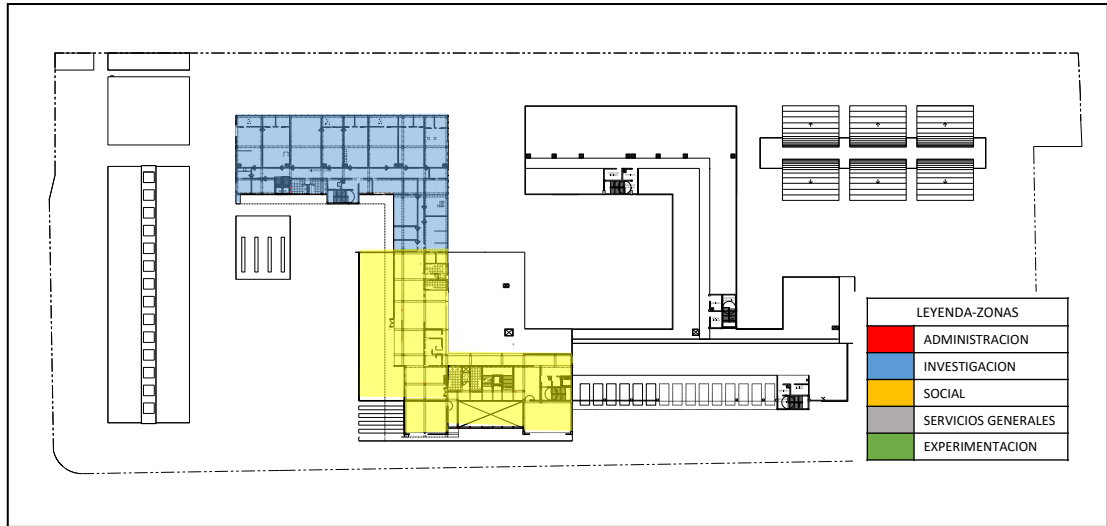 LEYENDA-ZONAS
ADMINISTRACION
INVESTIGACION
SOCIAL
SERVICIOS GENERALES
EXPERIMENTACION